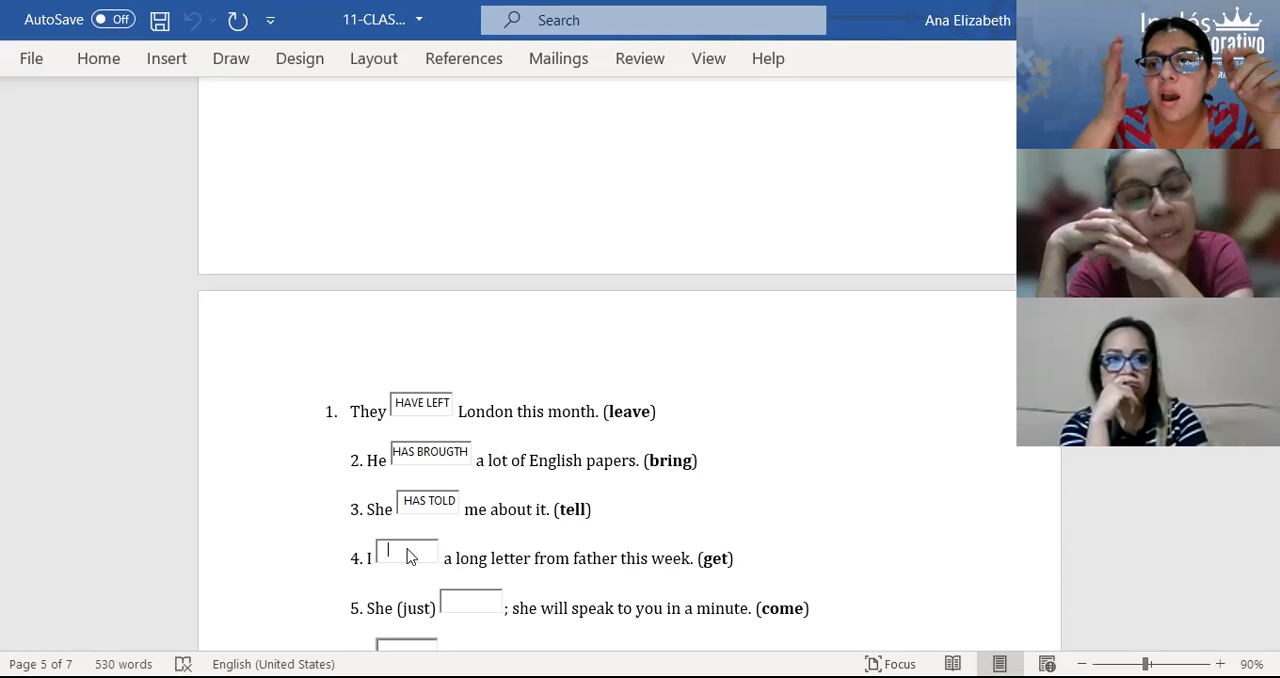 AutoSave Off 11-CLAS... Search Ana Elizabeth
File Home Insert Draw Design Layout References Mailings Review View Help
Inglés
orativo
1. They HAVE LEFT London this month. (leave)
2. He HAS BROUGTH a lot of English papers. (bring)
3. She HAS TOLD me about it. (tell)
4. I a long letter from father this week. (get)
5. She (just) ; she will speak to you in a minute. (come)
Page 5 of 7 530 words English (United States) Focus 90%